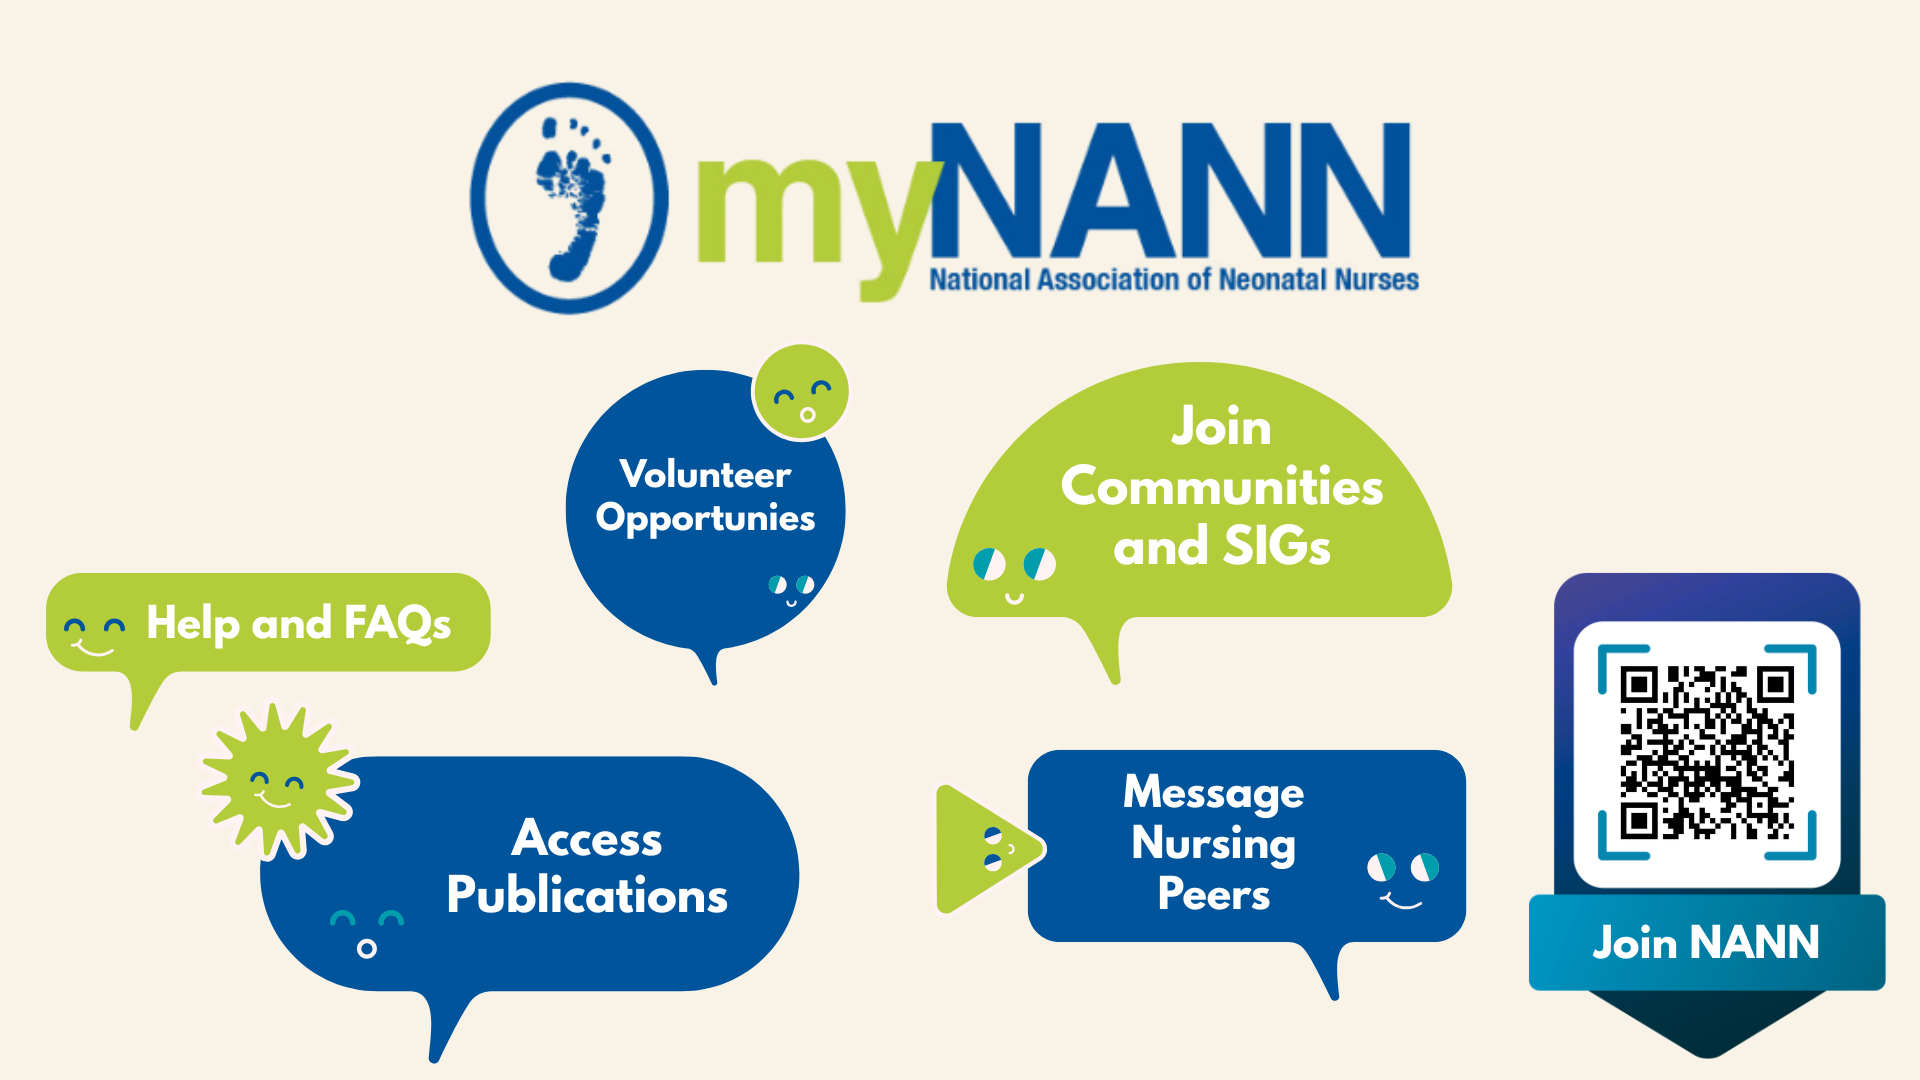 myNANN
National Association of Neonatal Nurses
Volunteer
Opportunies
Join
Communities
and SIGs
Help and FAQs
Access
Publications
Message
Nursing
Peers
Join NANN